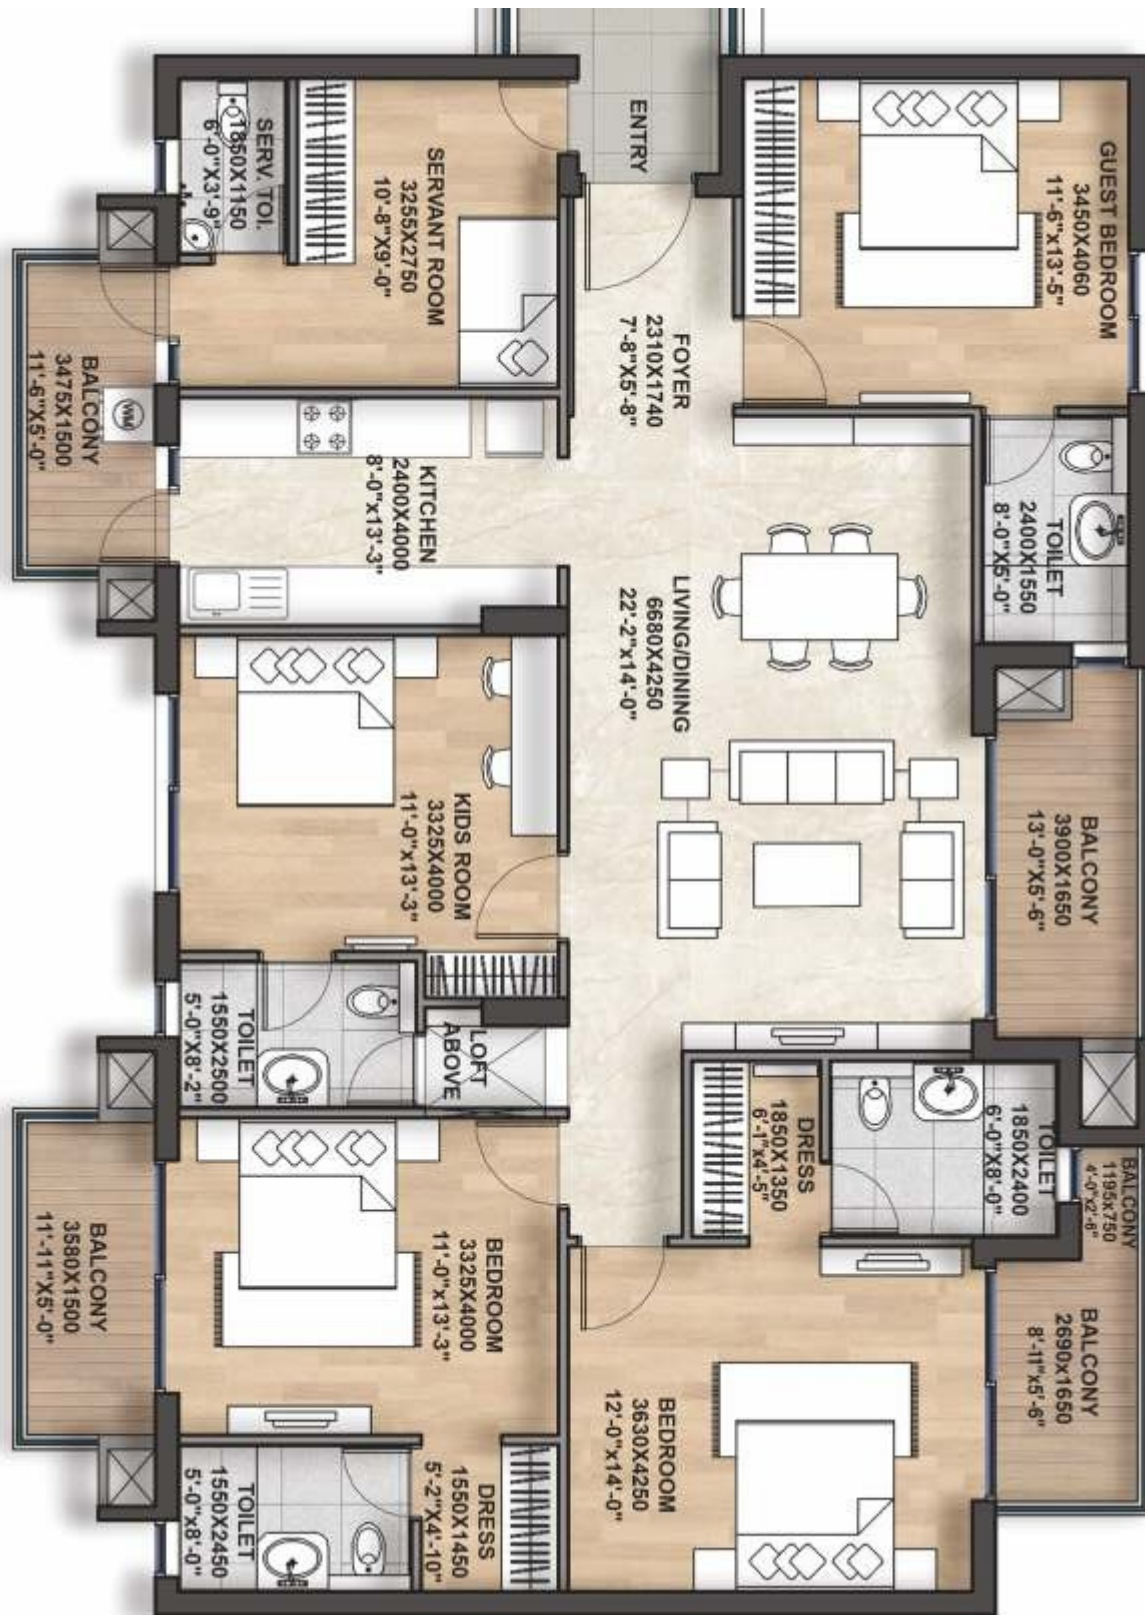 ENTRY
GUEST BEDROOM
3450X4060
11'-6"x13'-5"
SERV. TOI.
1850X1150
6'-0"X3'-9"
SERVANT ROOM
3255X2750
10'-8"X9'-0"
FOYER
2310X1740
7'-8"X5'-8"
BALCONY
3475X1500
11'-6"X5'-0"
WM
KITCHEN
2400X4000
8'-0"x13'-3"
TOILET
2400X1550
8'-0"X5'-0"
LIVING/DINING
6680X4250
22'-2"x14'-0"
KIDS ROOM
3325X4000
11'-0"x13'-3"
BALCONY
3900X1650
13'-0"X5'-6"
TOILET
1550X2500
5'-0"X8'-2"
LOFT
ABOVE
DRESS
1850X1350
6'-1"x4'-5"
TOILET
1850X2400
6'-0"X8'-0"
BALCONY
1195x750
4'-0"x2'-6"
BALCONY
3580X1500
11'-11"X5'-0"
BEDROOM
3325X4000
11'-0"x13'-3"
BEDROOM
3630X4250
12'-0"x14'-0"
BALCONY
2690x1650
8'-11"x5'-6"
TOILET
1550X2450
5'-0"x8'-0"
DRESS
1550X1450
5'-2"X4'-10"